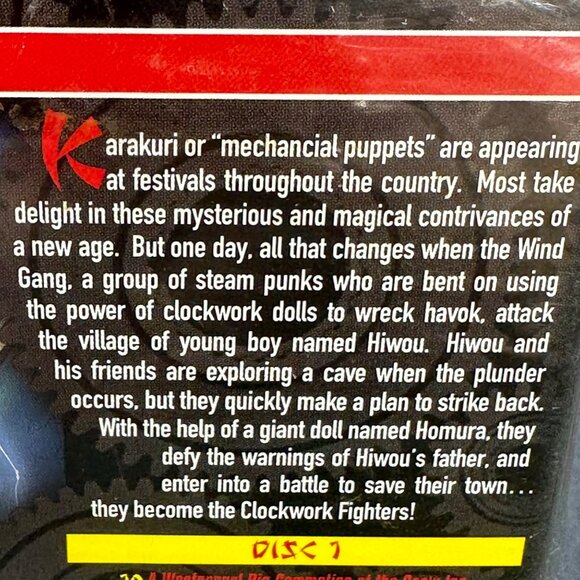 Karakuri or “mechancial puppets” are appearing
at festivals throughout the country. Most take
delight in these mysterious and magical contrivances of
a new age. But one day, all that changes when the Wind
Gang, a group of steam punks who are bent on using
the power of clockwork dolls to wreck havok, attack
the village of young boy named Hiwou. Hiwou and
his friends are exploring a cave when the plunder
occurs, but they quickly make a plan to strike back.
With the help of a giant doll named Homura, they
defy the warnings of Hiwou's father, and
enter into a battle to save their town...
they become the Clockwork Fighters!
DISC 1